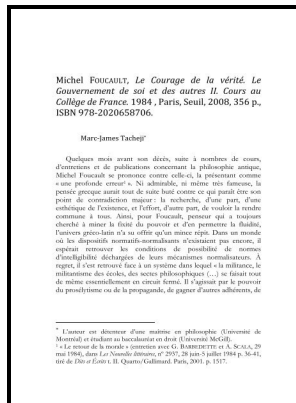 Michel FOUCAULT, Le Courage de la vérité. Le
Gouvernement de soi et des autres II. Cours au
Collège de France. 1984 , Paris, Seuil, 2008, 356 p.,
ISBN 978-2020658706.
Marc-James Tacheji*
Quelques mois avant son décès, suite à nombres de cours,
d'entretiens et de publications concernant la philosophie antique,
Michel Foucault se prononce contre celle-ci, la présentant comme
« une profonde erreur¹ ». Ni admirable, ni même très fameuse, la
pensée grecque aurait tout de suite buté contre ce qui paraît être son
point de contradiction majeur : la recherche, d'une part, d'une
esthétique de l'existence, et l'effort, d'autre part, de vouloir la rendre
commune à tous. Ainsi, pour Foucault, penseur qui a toujours
cherché à miner la fixité du pouvoir et d'en permettre la fluidité,
l'univers gréco-latin n'a su offrir qu'un mince répit. Dans un monde
où les dispositifs normatifs-normalisants n'existaient pas encore, il
espérait retrouver les conditions de possibilité de normes
d'intelligibilité déchargées de leurs mécanismes normalisateurs. À
regret, il s'est retrouvé face à un système dans lequel « la militance, le
militantisme des écoles, des sectes philosophiques (…) se faisait tout
de même essentiellement en circuit fermé. Il s'agissait par le pouvoir
du prosélytisme ou de la propagande, de gagner d'autres adhérents, de
* L'auteur est détenteur d'une maîtrise en philosophie (Université de
Montréal) et étudiant au baccalauréat en droit (Université McGill).
¹ « Le retour de la morale » (entretien avec G. BARBEDETTE et A. SCALA, 29
mai 1984), dans Les Nouvelles littéraires, n° 2937, 28 juin-5 juillet 1984 p. 36-41,
tiré de Dits et Écrits t. II. Quarto/Gallimard. Paris, 2001. p. 1517.